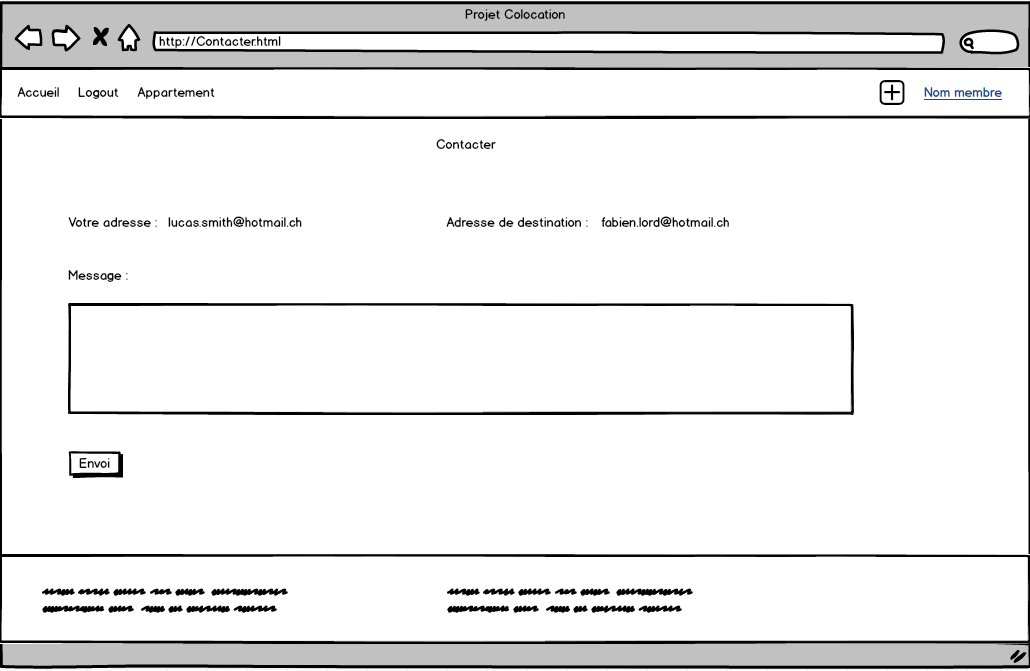 Projet Colocation
http://Contacter.html
Accueil Logout Appartement Nom membre
Contacter
Votre adresse : lucas.smith@hotmail.ch Adresse de destination : fabien.lord@hotmail.ch
Message :
Envoi